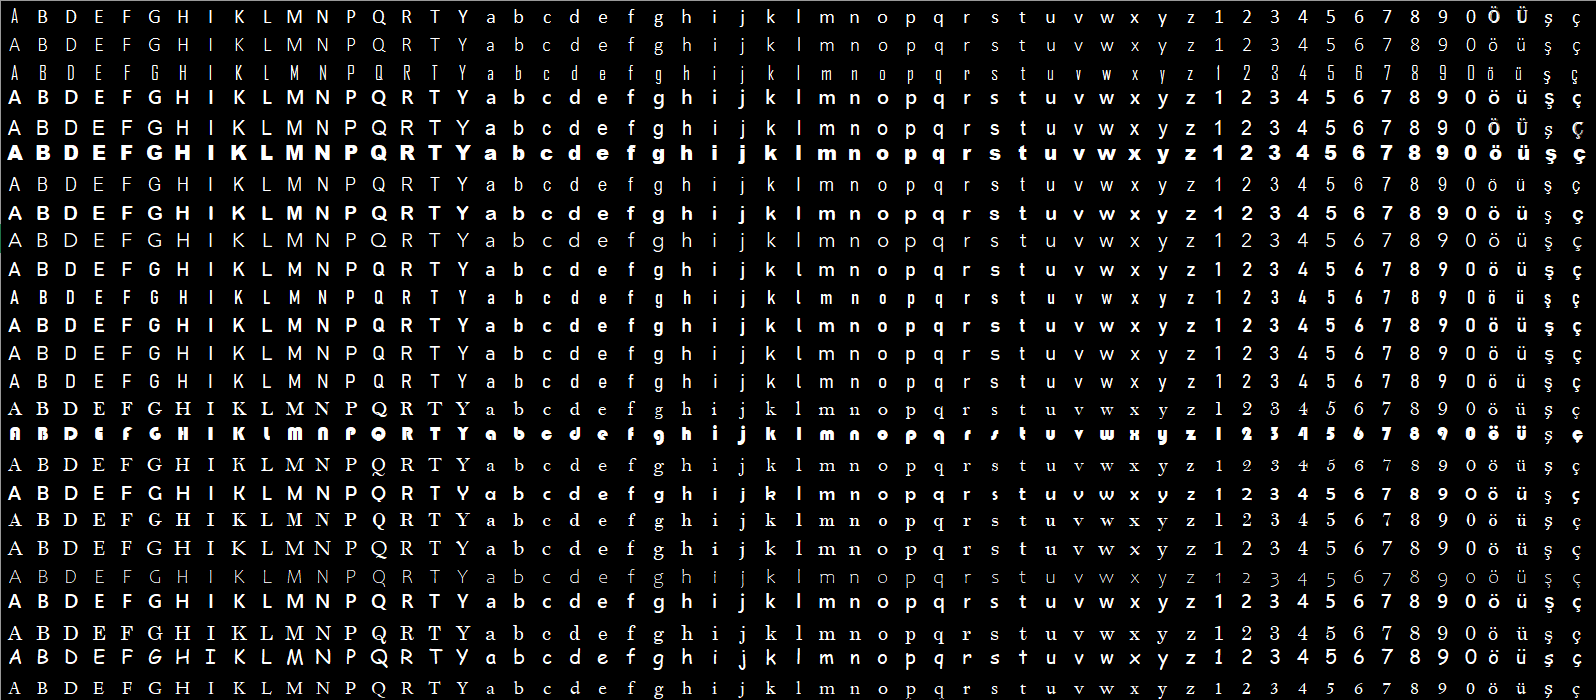 A B D E F G H I K L M N P Q R T Y a b c d e f g h i j k l m n o p q r s t u v w x y z 1 2 3 4 5 6 7 8 9 0 Ö Ü ş ç
A B D E F G H I K L M N P Q R T Y a b c d e f g h i j k l m n o p q r s t u v w x y z 1 2 3 4 5 6 7 8 9 0 ö ü ş ç
A B D E F G H I K L M N P Q R T Y a b c d e f g h i j k l m n o p q r s t u v w x y z 1 2 3 4 5 6 7 8 9 0 ö ü ş ç
A B D E F G H I K L M N P Q R T Y a b c d e f g h i j k l m n o p q r s t u v w x y z 1 2 3 4 5 6 7 8 9 0 ö ü Ş ç
A B D E F G H I K L M N P Q R T Y a b c d e f g h i j k l m n o p q r s t u v w x y z 1 2 3 4 5 6 7 8 9 0 Ö Ü ş Ç
A B D E F G H I K L M N P Q R T Y a b c d e f g h i j k l m n o p q r s t u v w x y z 1 2 3 4 5 6 7 8 9 0 ö ü ş ç
A B D E F G H I K L M N P Q R T Y a b c d e f g h i j k l m n o p q r s t u v w x y z 1 2 3 4 5 6 7 8 9 0 ö ü ş ç
A B D E F G H I K L M N P Q R T Y a b c d e f g h i j k l m n o p q r s t u v w x y z 1 2 3 4 5 6 7 8 9 0 ö ü ş ç
A B D E F G H I K L M N P Q R T Y a b c d e f g h i j k l m n o p q r s t u v w x y z 1 2 3 4 5 6 7 8 9 0 ö ü ş ç
A B D E F G H I K L M N P Q R T Y a b c d e f g h i j k l m n o p q r s t u v w x y z 1 2 3 4 5 6 7 8 9 0 ö ü ş ç
A B D E F G H I K L M N P Q R T Y a b c d e f g h i j k l m n o p q r s t u v w x y z 1 2 3 4 5 6 7 8 9 0 ö ü ş ç
A B D E F G H I K L M N P Q R T Y a b c d e f g h i j k l m n o p q r s t u v w x y z 1 2 3 4 5 6 7 8 9 0 ö ü ş ç
A B D E F G H I K L M N P Q R T Y a b c d e f g h i j k l m n o p q r s t u v w x y z 1 2 3 4 5 6 7 8 9 0 ö ü ş ç
A B D E F G H I K L M N P Q R T Y a b c d e f g h i j k l m n o p q r s t u v w x y z 1 2 3 4 5 6 7 8 9 0 ö ü ş ç
A B D E F G H I K L M N P Q R T Y a b c d e f g h i j k l m n o p q r s t u v w x y z 1 2 3 4 5 6 7 8 9 0 ö ü ş ç
A B D E F G H I K L M N P Q R T Y a b c d e f g h i j k l m n o p q r s t u v w x y z 1 2 3 4 5 6 7 8 9 0 ö Ü ş ç
A B D E F G H I K L M N P Q R T Y a b c d e f g h i j k l m n o p q r s t u v w x y z 1 2 3 4 5 6 7 8 9 0 ö ü ş ç
A B D E F G H I K L M N P Q R T Y a b c d e f g h i j k l m n o p q r s t u v w x y z 1 2 3 4 5 6 7 8 9 0 ö ü ş ç
A B D E F G H I K L M N P Q R T Y a b c d e f g h i j k l m n o p q r s t u v w x y z 1 2 3 4 5 6 7 8 9 0 ö ü ş ç
A B D E F G H I K L M N P Q R T Y a b c d e f g h i j k l m n o p q r s t u v w x y z 1 2 3 4 5 6 7 8 9 0 ö ü ş ç
A B D E F G H I K L M N P Q R T Y a b c d e f g h i j k l m n o p q r s t u v w x y z 1 2 3 4 5 6 7 8 9 0 ö ü ş ç
A B D E F G H I K L M N P Q R T Y a b c d e f g h i j k l m n o p q r s t u v w x y z 1 2 3 4 5 6 7 8 9 0 ö ü Ş ç
A B D E F G H I K L M N P Q R T Y a b c d e f g h i j k l m n o p q r s t u v w x y z 1 2 3 4 5 6 7 8 9 0 ö ü ş ç
A B D E F G H I K L M N P Q R T Y a b c d e f g h i j k l m n o p q r s t u v w x y z 1 2 3 4 5 6 7 8 9 0 ö ü ş ç
A B D E F G H I K L M N P Q R T Y a b c d e f g h i j k l m n o p q r s t u v w x y z 1 2 3 4 5 6 7 8 9 0 ö ü ş ç